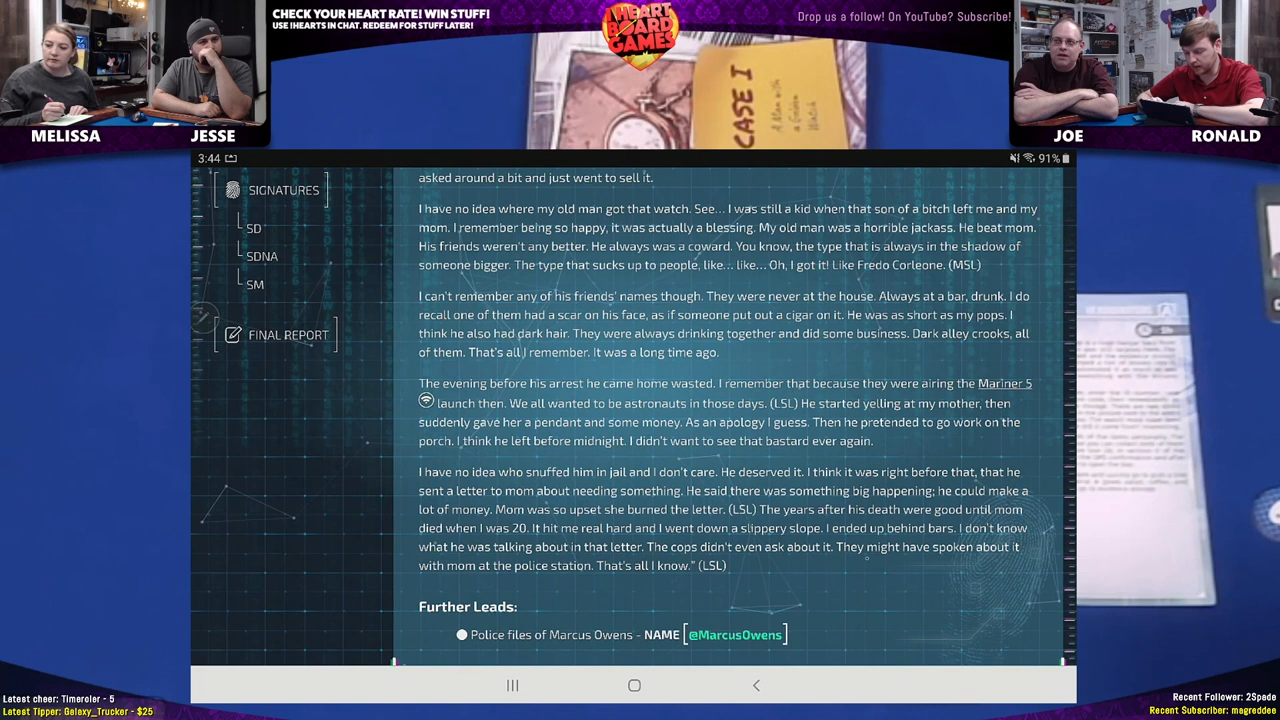 CHECK YOUR HEART RATE! WIN STUFF!
USE !HEARTS IN CHAT. REDEEM FOR STUFF LATER!
I HEART
BOARD
GAMES
Drop us a follow! On YouTube? Subscribe!
CASE I
A Man with
a Golden
Watch
MELISSA
JESSE
JOE
RONALD
3:44
91%
SIGNATURES
SD
SDNA
SM
FINAL REPORT
asked around a bit and just went to sell it.
I have no idea where my old man got that watch. See... I was still a kid when that son of a bitch left me and my
mom. I remember being so happy, it was actually a blessing. My old man was a horrible jackass. He beat mom.
His friends weren't any better. He always was a coward. You know, the type that is always in the shadow of
someone bigger. The type that sucks up to people, like... like... Oh, I got it! Like Fredo Corleone. (MSL)
I can't remember any of his friends' names though. They were never at the house. Always at a bar, drunk. I do
recall one of them had a scar on his face, as if someone put out a cigar on it. He was as short as my pops. I
think he also had dark hair. They were always drinking together and did some business. Dark alley crooks, all
of them. That's all I remember. It was a long time ago.
The evening before his arrest he came home wasted. I remember that because they were airing the Mariner 5
launch then. We all wanted to be astronauts in those days. (LSL) He started yelling at my mother, then
suddenly gave her a pendant and some money. As an apology I guess. Then he pretended to go work on the
porch. I think he left before midnight. I didn't want to see that bastard ever again.
I have no idea who snuffed him in jail and I don't care. He deserved it. I think it was right before that, that he
sent a letter to mom about needing something. He said there was something big happening; he could make a
lot of money. Mom was so upset she burned the letter. (LSL) The years after his death were good until mom
died when I was 20. It hit me real hard and I went down a slippery slope. I ended up behind bars. I don't know
what he was talking about in that letter. The cops didn't even ask about it. They might have spoken about it
with mom at the police station. That's all I know." (LSL)
Further Leads:
Police files of Marcus Owens - NAME [@MarcusOwens]
Latest cheer: Timeroler - 5
Latest Tipper: Galaxy_Trucker - $25
Recent Follower: 2Spade
Recent Subscriber: magreddee